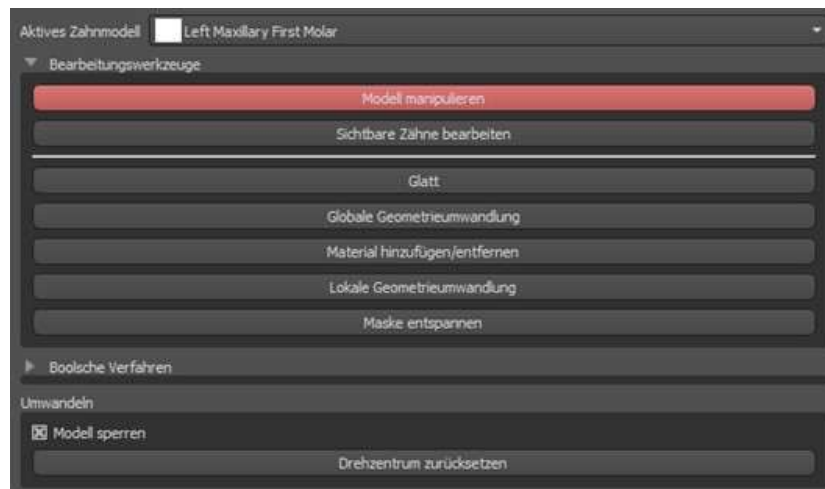 Aktives Zahnmodell Left Maxillary First Molar
Bearbeitungswerkzeuge
Modell manipulieren
Sichtbare Zähne bearbeiten
Glatt
Globale Geometrieumwandlung
Material hinzufügen/entfernen
Lokale Geometrieumwandlung
Maske entspannen
Boolsche Verfahren
Umwandeln
Modell sperren
Drehzentrum zurücksetzen